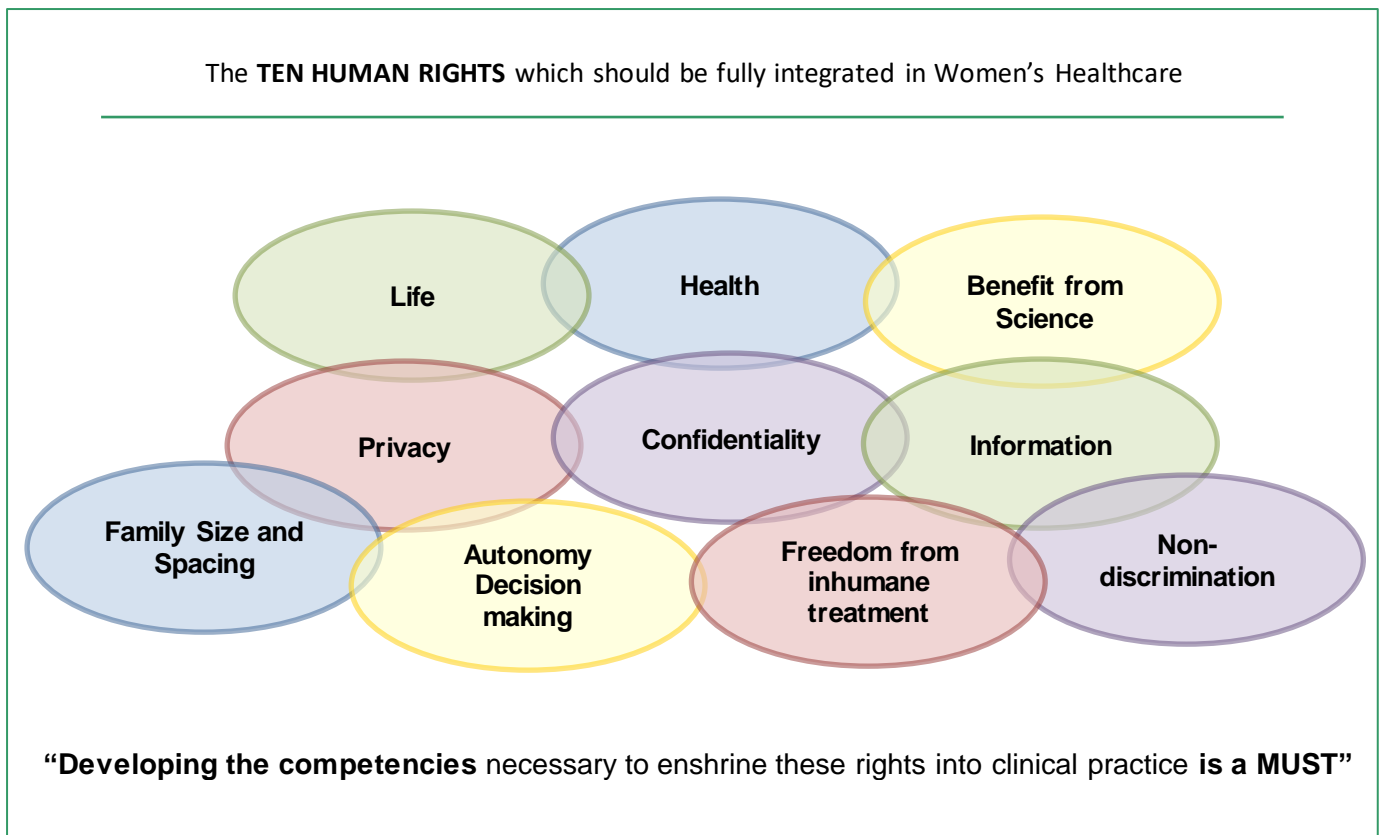 The TEN HUMAN RIGHTS which should be fully integrated in Women’s Healthcare
Life
Health
Benefit from
Science
Privacy
Confidentiality
Information
Family Size and
Spacing
Autonomy
Decision
making
Freedom from
inhumane
treatment
Non-
discrimination
“Developing the competencies necessary to enshrine these rights into clinical practice is a MUST”